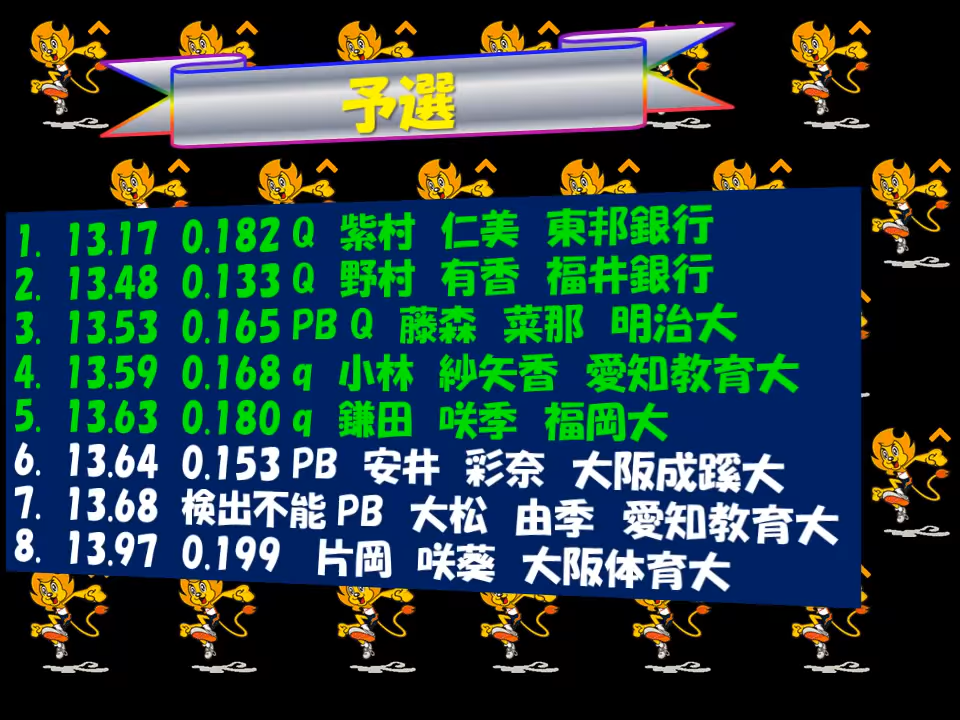 予選
1. 13.17 0.182 Q 紫村 仁美 東邦銀行
2. 13.48 0.133 Q 野村 有香 福井銀行
3. 13.53 0.165 PB Q 藤森 菜那 明治大
4. 13.59 0.168 q 小林 紗矢香 愛知教育大
5. 13.63 0.180 q 鎌田 咲季 福岡大
6. 13.64 0.153 PB 安井 彩奈 大阪成蹊大
7. 13.68 検出不能 PB 大松 由季 愛知教育大
8. 13.97 0.199 片岡 咲葵 大阪体育大